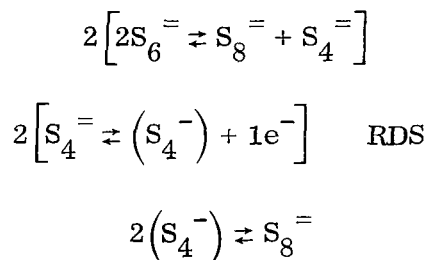 2[2S₆⁼ ⇄ S₈⁼ + S₄⁼]
2[S₄⁼ ⇄ (S₄⁻) + 1e⁻] RDS
2(S₄⁻) ⇄ S₈⁼